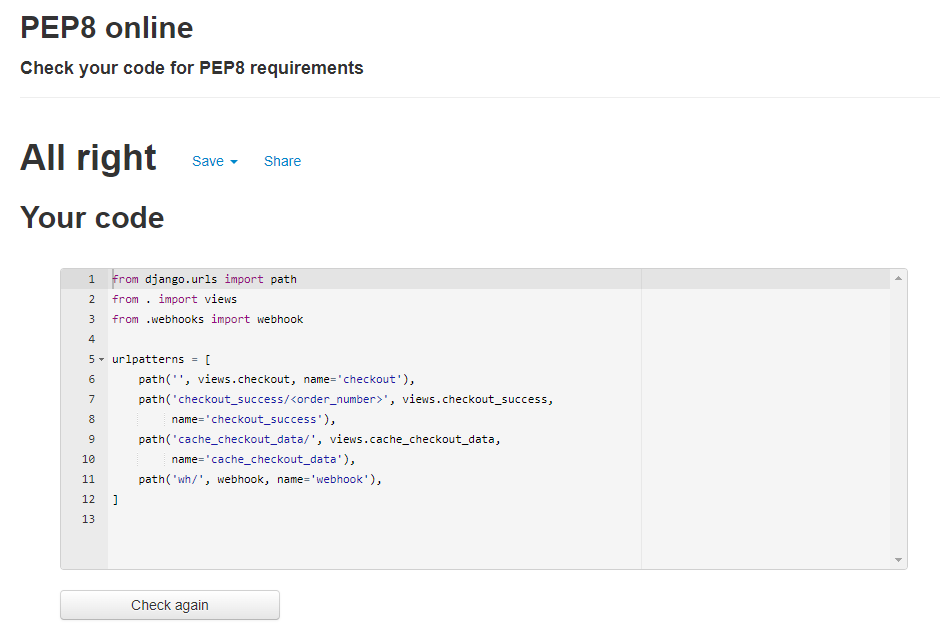 PEP8 online
Check your code for PEP8 requirements
All right Save Share
Your code
1 from django.urls import path
2 from . import views
3 from .webhooks import webhook
4
5 urlpatterns = [
6     path('', views.checkout, name='checkout'),
7     path('checkout_success/<order_number>', views.checkout_success,
8          name='checkout_success'),
9     path('cache_checkout_data/', views.cache_checkout_data,
10          name='cache_checkout_data'),
11     path('wh/', webhook, name='webhook'),
12 ]
13
Check again